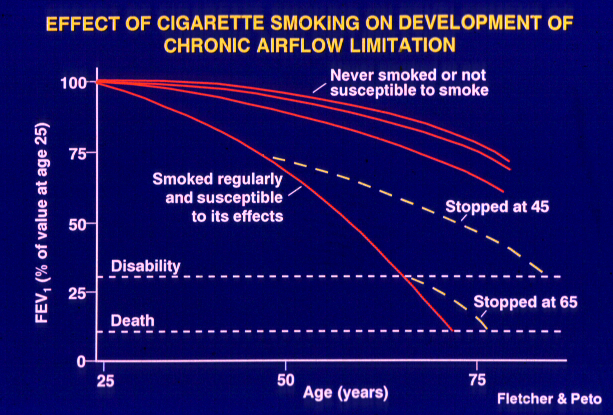 EFFECT OF CIGARETTE SMOKING ON DEVELOPMENT OF
CHRONIC AIRFLOW LIMITATION
FEV₁ (% of value at age 25)
100
75
50
25
0
Never smoked or not
susceptible to smoke
Smoked regularly
and susceptible
to its effects
Stopped at 45
Disability
Stopped at 65
Death
25
50
75
Age (years)
Fletcher & Peto